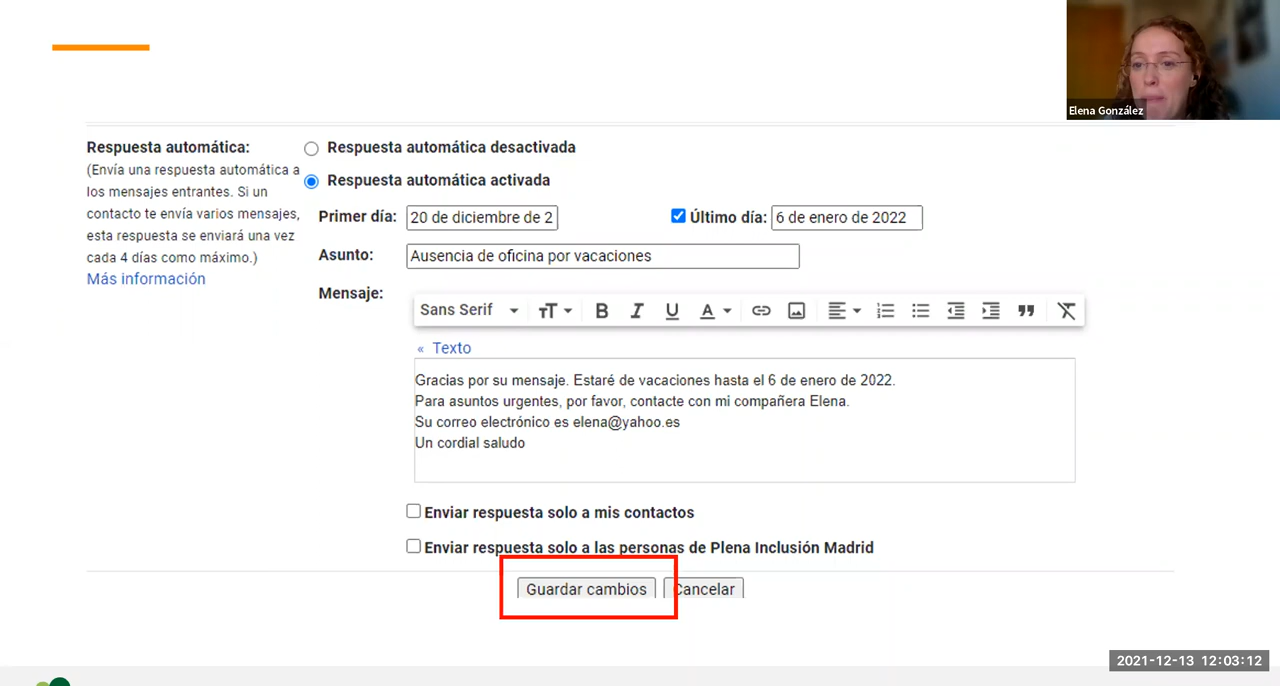 Elena González
Respuesta automática:
(Envía una respuesta automática a
los mensajes entrantes. Si un
contacto te envía varios mensajes,
esta respuesta se enviará una vez
cada 4 días como máximo.)
Más información
Respuesta automática desactivada
Respuesta automática activada
Primer día: 20 de diciembre de 2 Último día: 6 de enero de 2022
Asunto: Ausencia de oficina por vacaciones
Mensaje:
Sans Serif
« Texto
Gracias por su mensaje. Estaré de vacaciones hasta el 6 de enero de 2022.
Para asuntos urgentes, por favor, contacte con mi compañera Elena.
Su correo electrónico es elena@yahoo.es
Un cordial saludo
Enviar respuesta solo a mis contactos
Enviar respuesta solo a las personas de Plena Inclusión Madrid
Guardar cambios Cancelar
2021-12-13 12:03:12